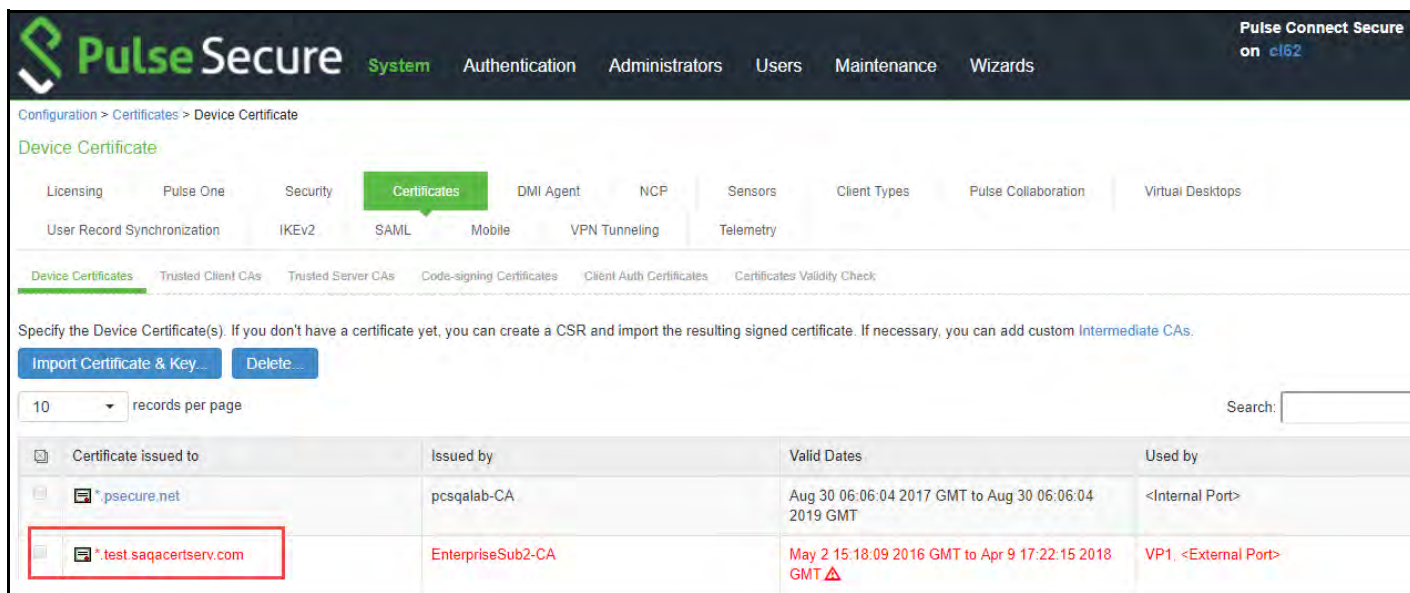 Pulse Secure System Authentication Administrators Users Maintenance Wizards
Pulse Connect Secure
on cl62
Configuration > Certificates > Device Certificate
Device Certificate
Licensing Pulse One Security Certificates DMI Agent NCP Sensors Client Types Pulse Collaboration Virtual Desktops
User Record Synchronization IKEv2 SAML Mobile VPN Tunneling Telemetry
Device Certificates Trusted Client CAs Trusted Server CAs Code-signing Certificates Client Auth Certificates Certificates Validity Check
Specify the Device Certificate(s). If you don't have a certificate yet, you can create a CSR and import the resulting signed certificate. If necessary, you can add custom Intermediate CAs.
Import Certificate & Key... Delete...
10 records per page Search:
Certificate issued to Issued by Valid Dates Used by
*.psecure.net pcsqalab-CA Aug 30 06:06:04 2017 GMT to Aug 30 06:06:04 <Internal Port>
2019 GMT
*.test.saqacertserv.com EnterpriseSub2-CA May 2 15:18:09 2016 GMT to Apr 9 17:22:15 2018 VP1, <External Port>
GMT